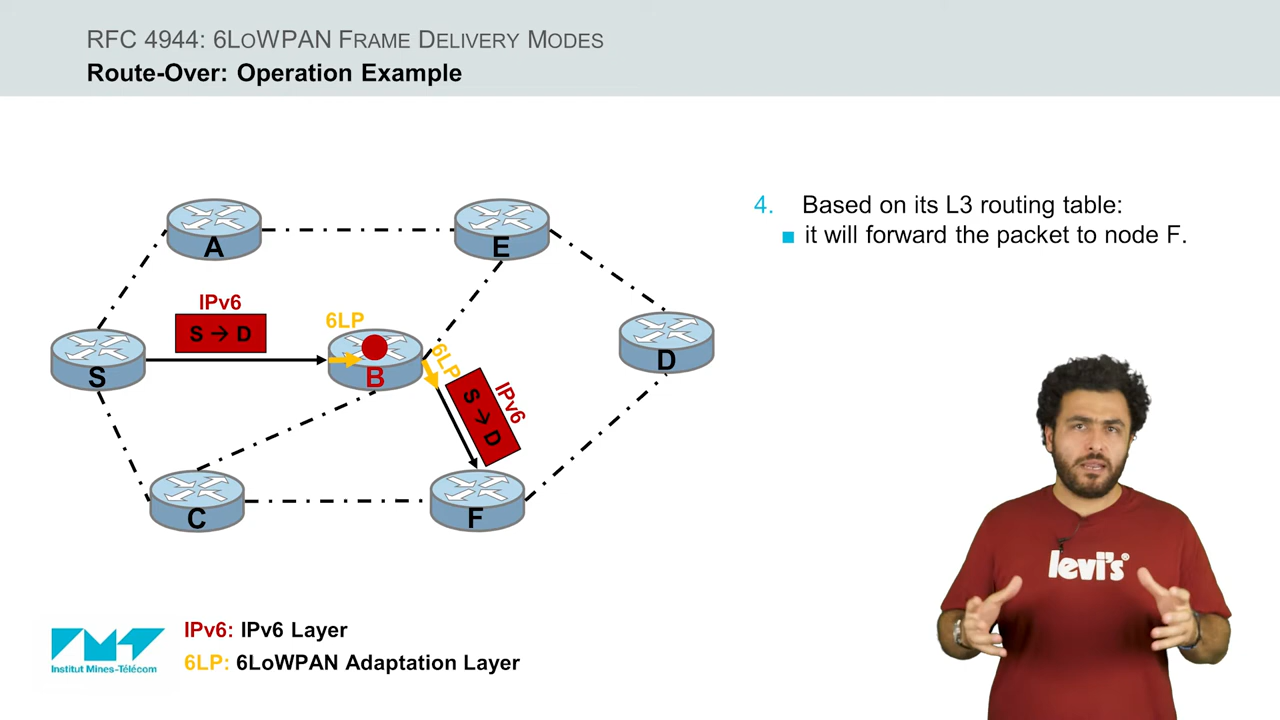 RFC 4944: 6LoWPAN Frame Delivery Modes
Route-Over: Operation Example
4. Based on its L3 routing table:
■ it will forward the packet to node F.
A
E
IPv6
S → D
6LP
S
B
6LP
S → D
IPv6
D
C
F
IPv6: IPv6 Layer
6LP: 6LoWPAN Adaptation Layer
Institut Mines-Télécom
levi's®